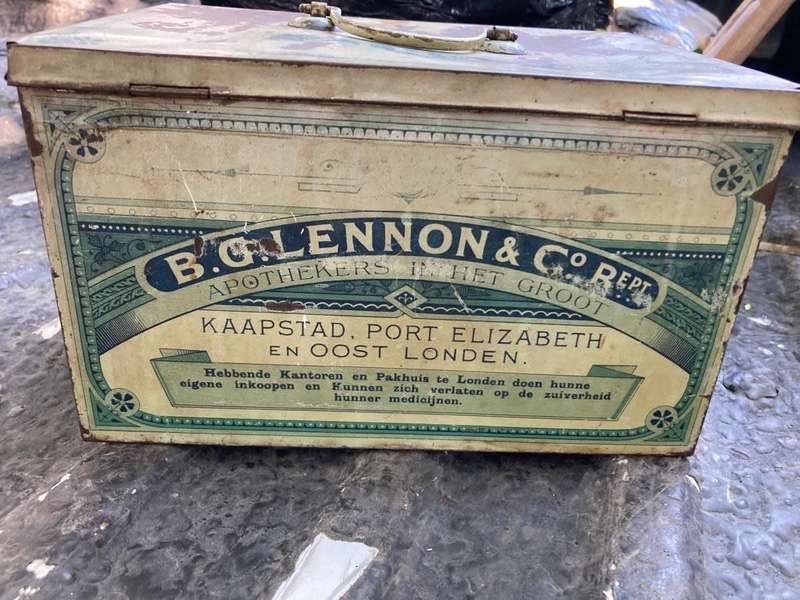 B.G. LENNON & Co BEPT.
APOTHEKERS IN HET GROOT
KAAPSTAD, PORT ELIZABETH
EN OOST LONDEN.
Hebbende Kantoren en Pakhuis te Londen doen hunne
eigene inkoopen en Kunnen zich verlaten op de zuiverheid
hunner medicijnen.